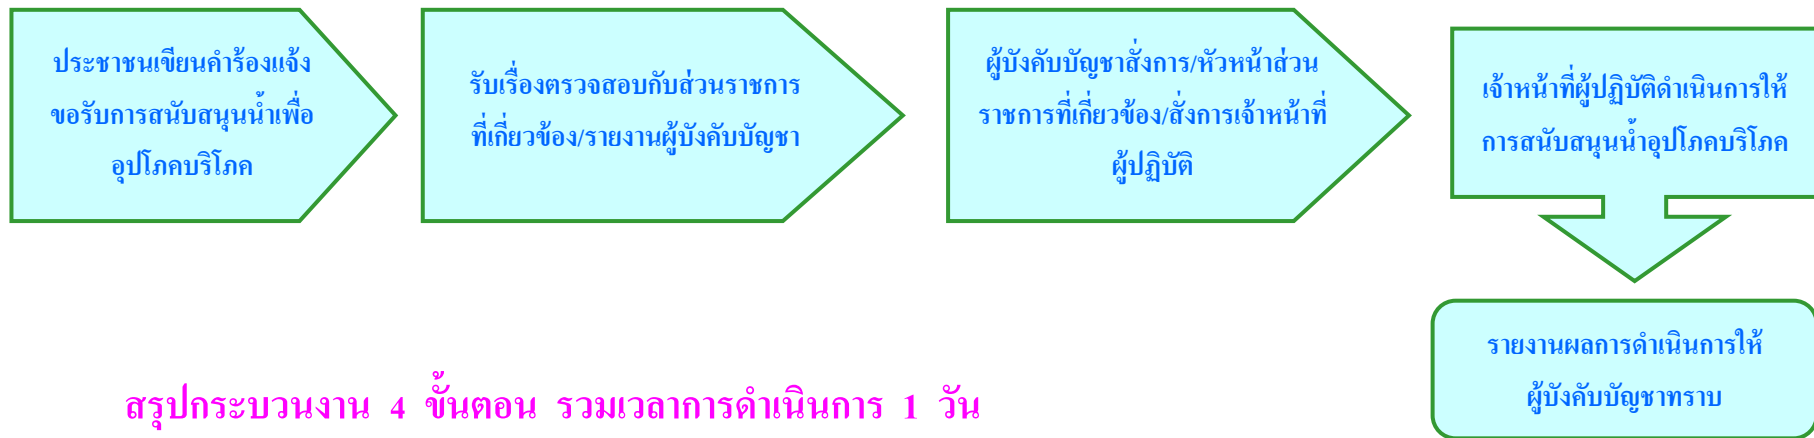 ประชาชนเขียนคำร้องแจ้ง
ขอรับการสนับสนุนน้ำเพื่อ
อุปโภคบริโภค
รับเรื่องตรวจสอบกับส่วนราชการ
ที่เกี่ยวข้อง/รายงานผู้บังคับบัญชา
ผู้บังคับบัญชาสั่งการ/หัวหน้าส่วน
ราชการที่เกี่ยวข้อง/สั่งการเจ้าหน้าที่
ผู้ปฏิบัติ
เจ้าหน้าที่ผู้ปฏิบัติดำเนินการให้
การสนับสนุนน้ำอุปโภคบริโภค
รายงานผลการดำเนินการให้
ผู้บังคับบัญชาทราบ
สรุปกระบวนงาน 4 ขั้นตอน รวมเวลาการดำเนินการ 1 วัน